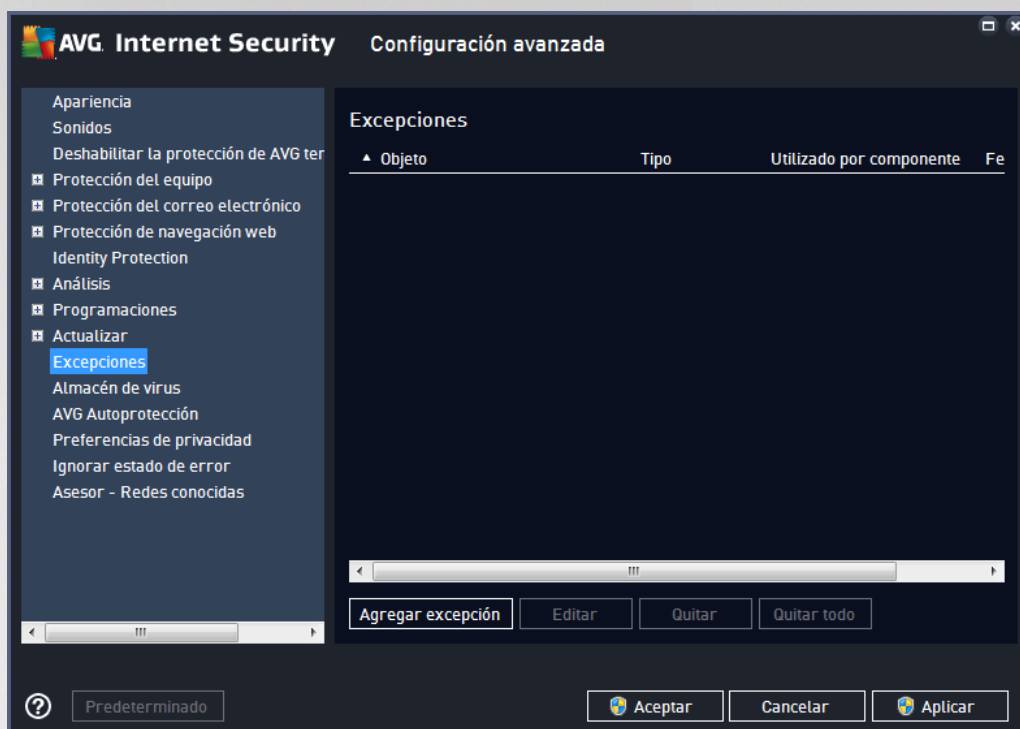 AVG. Internet Security Configuración avanzada
Apariencia
Sonidos
Deshabilitar la protección de AVG ter
Protección del equipo
Protección del correo electrónico
Protección de navegación web
Identity Protection
Análisis
Programaciones
Actualizar
Excepciones
Almacén de virus
AVG Autoprotección
Preferencias de privacidad
Ignorar estado de error
Asesor - Redes conocidas
Excepciones
Objeto Tipo Utilizado por componente Fe
Agregar excepción Editar Quitar Quitar todo
Predeterminado Aceptar Cancelar Aplicar